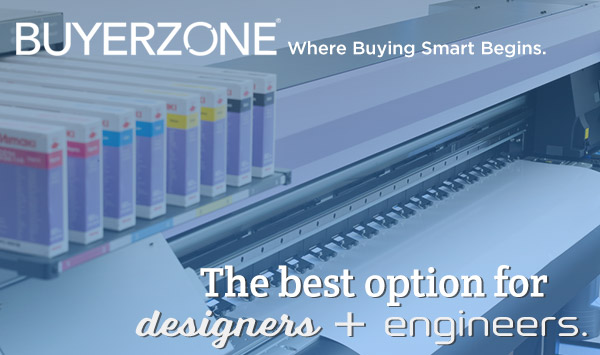 BUYERZONE® Where Buying Smart Begins.
The best option for
designers + engineers.